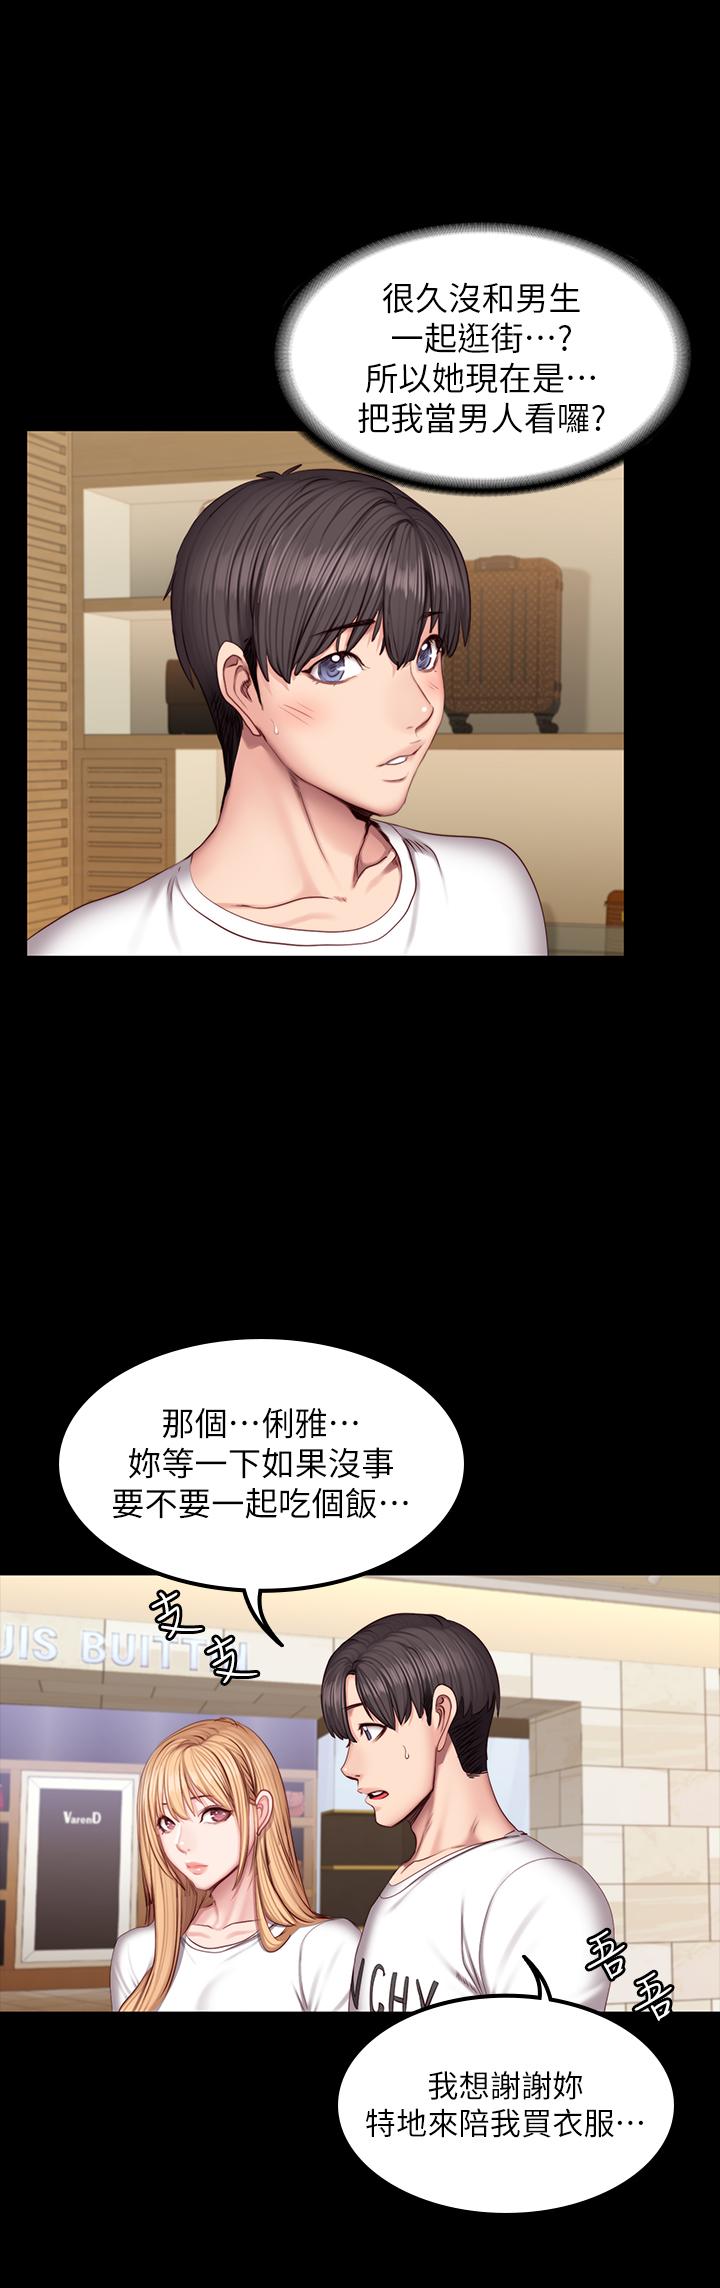 很久沒和男生
一起逛街⋯?
所以她現在是⋯
把我當男人看囉?
那個⋯俐雅⋯
妳等一下如果沒事
要不要一起吃個飯⋯
支
支
UIS BUITT N
VarenD
NCHY
吾
吾
我想謝謝妳
特地來陪我買衣服⋯